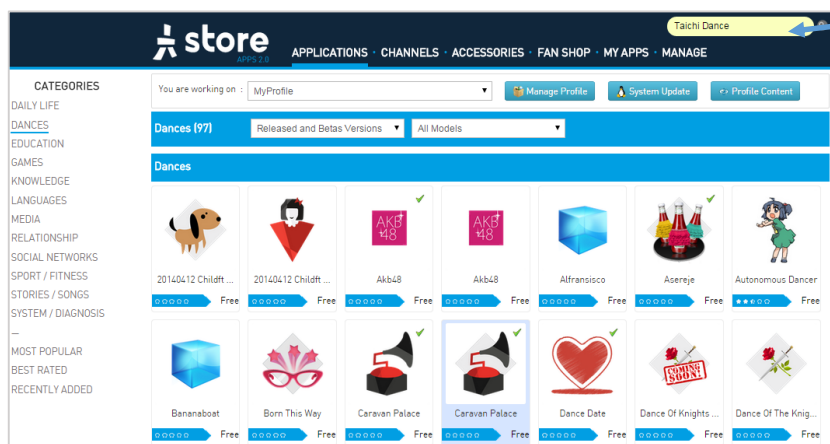 Taichi Dance
store
APPS 2.0
APPLICATIONS · CHANNELS · ACCESSORIES · FAN SHOP · MY APPS · MANAGE
CATEGORIES
DAILY LIFE
DANCES
EDUCATION
GAMES
KNOWLEDGE
LANGUAGES
MEDIA
RELATIONSHIP
SOCIAL NETWORKS
SPORT / FITNESS
STORIES / SONGS
SYSTEM / DIAGNOSIS
—
MOST POPULAR
BEST RATED
RECENTLY ADDED
You are working on : MyProfile Manage Profile System Update Profile Content
Dances (97) Released and Betas Versions All Models
Dances
AKB+48 AKB+48
20140412 Childft ... 20140412 Childft ... Akb48 Akb48 Alfransisco Asereje Autonomous Dancer
Free Free Free Free Free Free Free
COMING SOON!
Bananaboat Born This Way Caravan Palace Caravan Palace Dance Date Dance Of Knights ... Dance Of The Knig...
Free Free Free Free Free Free Free